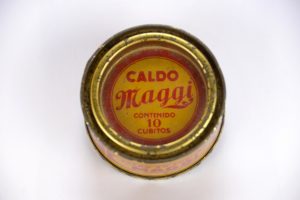 CALDO
Maggi
CONTENIDO
10
CUBITOS